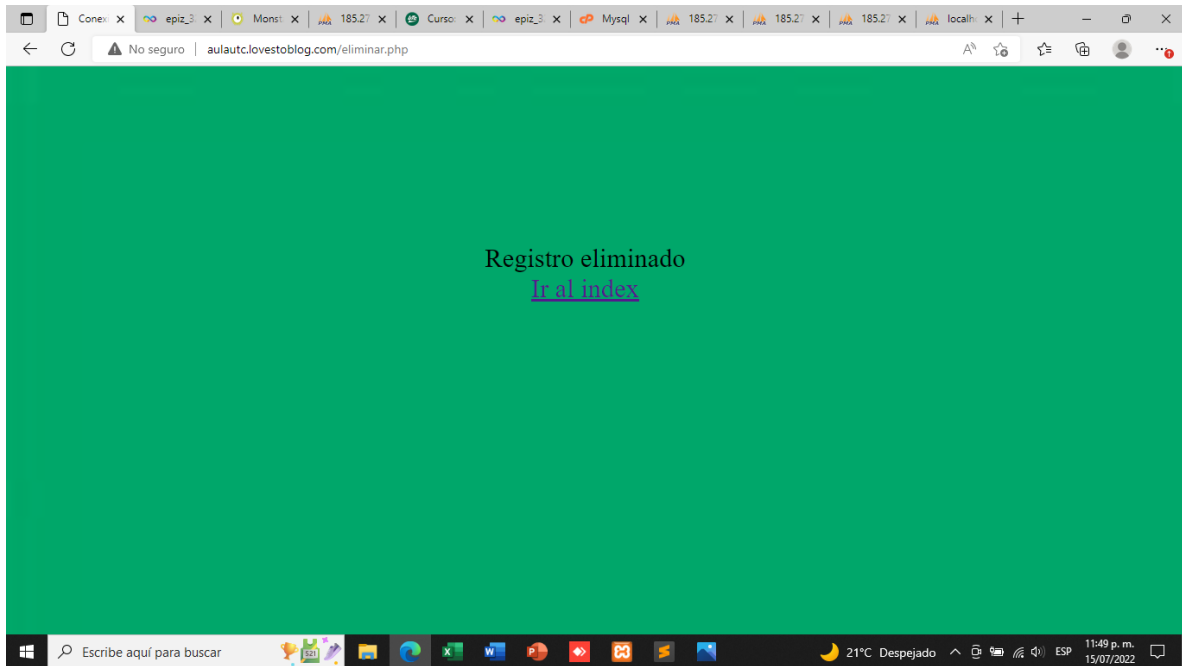 Conex
epiz_3
Monst
185.27
Curso
epiz_3
Mysql
185.27
185.27
185.27
localh
No seguro
aulautc.lovestoblog.com/eliminar.php
Registro eliminado
Ir al index
Escribe aquí para buscar
21°C Despejado
ESP
11:49 p. m.
15/07/2022